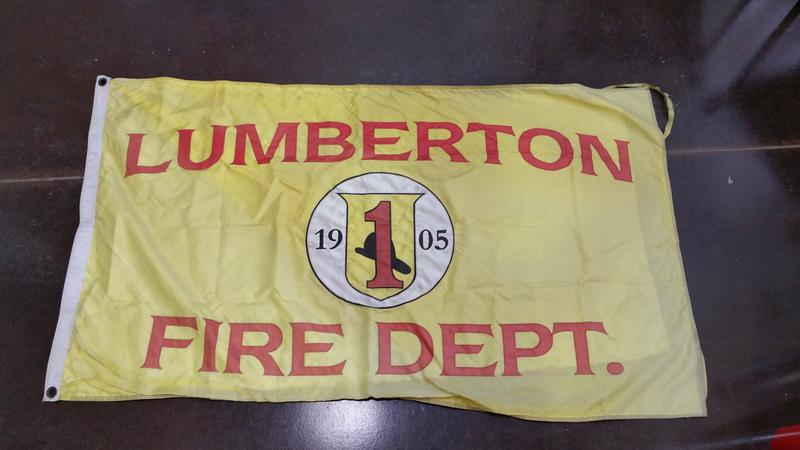 LUMBERTON
19 1 05
FIRE DEPT.